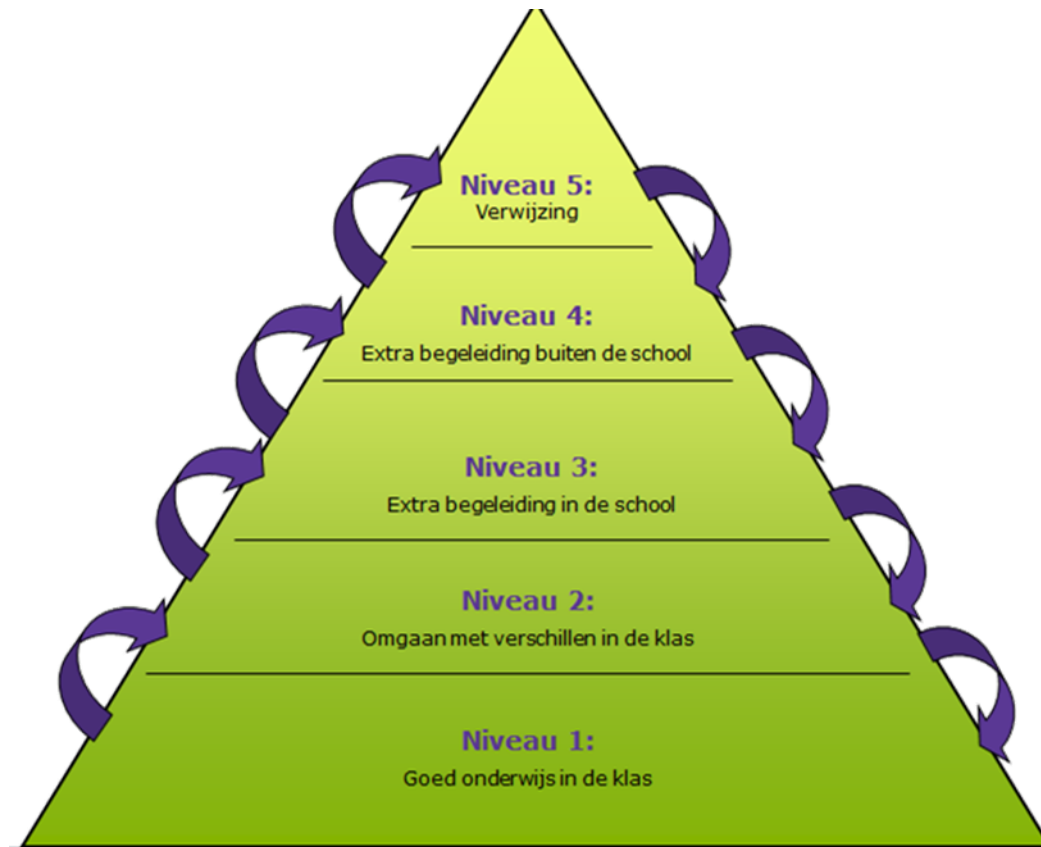 Niveau 5:
Verwijzing
Niveau 4:
Extra begeleiding buiten de school
Niveau 3:
Extra begeleiding in de school
Niveau 2:
Omgaan met verschillen in de klas
Niveau 1:
Goed onderwijs in de klas